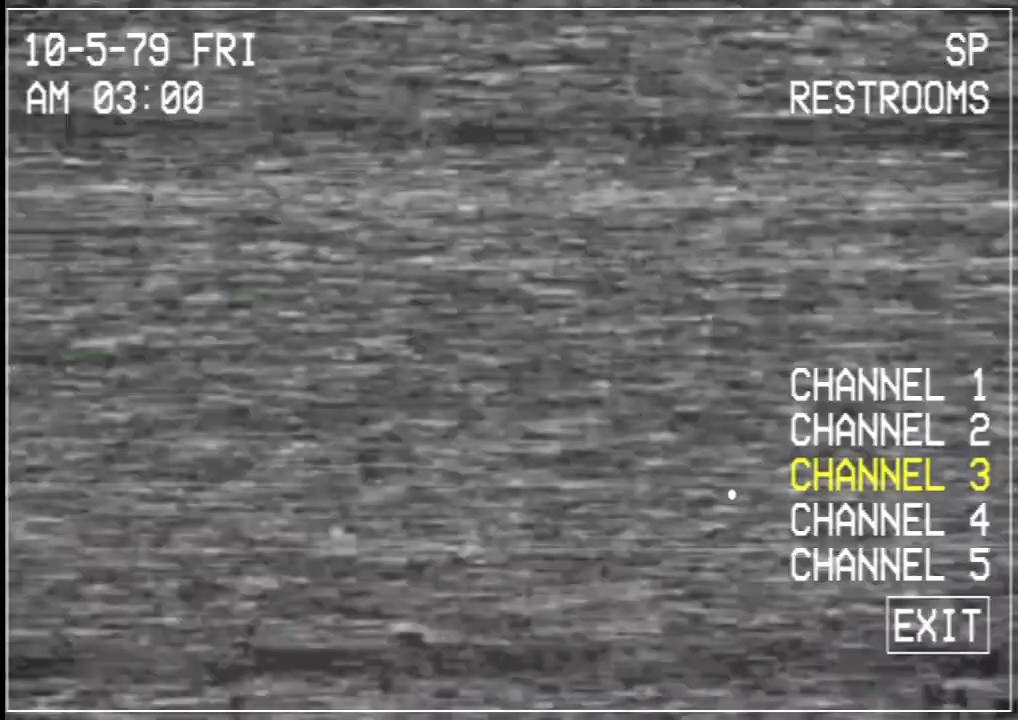 10-5-79 FRI
AM 03:00
SP
RESTROOMS
CHANNEL 1
CHANNEL 2
CHANNEL 3
CHANNEL 4
CHANNEL 5
EXIT